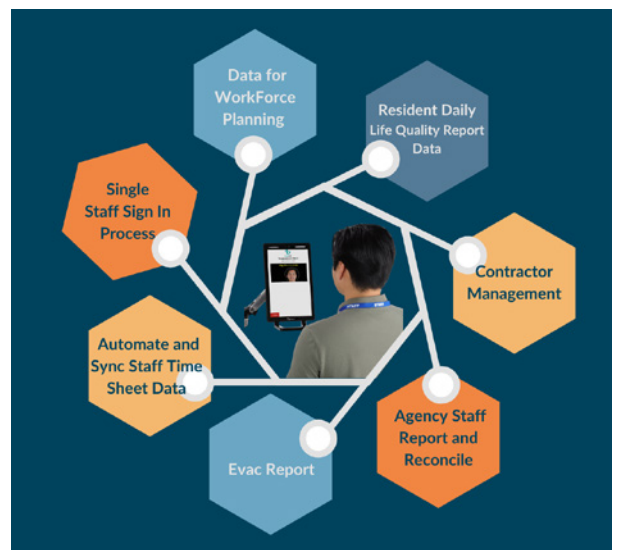 Data for
WorkForce
Planning
Resident Daily
Life Quality Report
Data
Single
Staff Sign In
Process
Contractor
Management
Automate and
Sync Staff Time
Sheet Data
Agency Staff
Report and
Reconcile
Evac Report